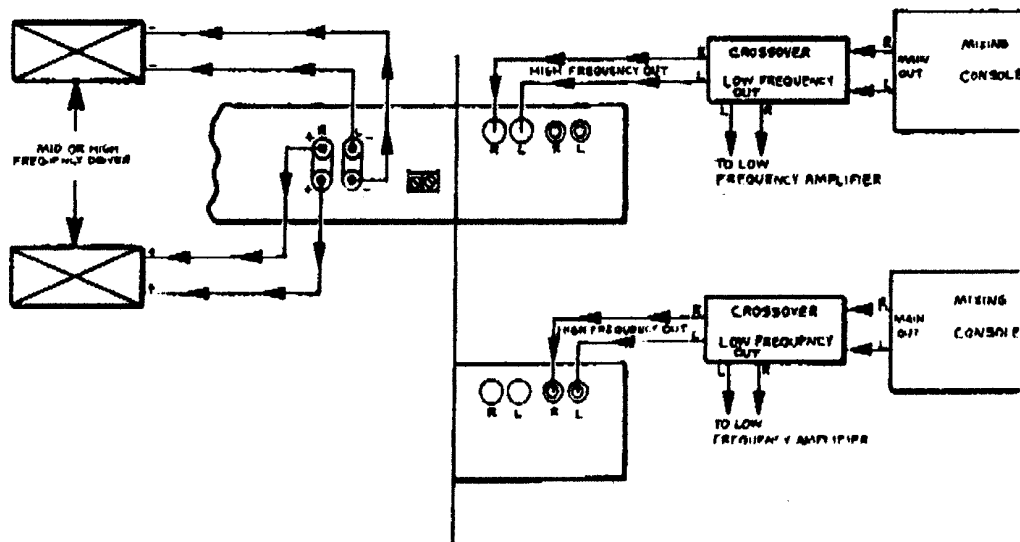 MID OR HIGH
FREQUENCY DRIVER
-
-
+
+
R
+
-
+
-
R
L
R
L
R
L
HIGH FREQUENCY OUT
CROSSOVER
LOW FREQUENCY
OUT
L
R
TO LOW
FREQUENCY AMPLIFIER
R
L
MAIN
OUT
MIXING
CONSOLE
R
L
R
L
R
L
HIGH FREQUENCY OUT
CROSSOVER
LOW FREQUENCY
OUT
L
R
TO LOW
FREQUENCY AMPLIFIER
R
L
MAIN
OUT
MIXING
CONSOLE